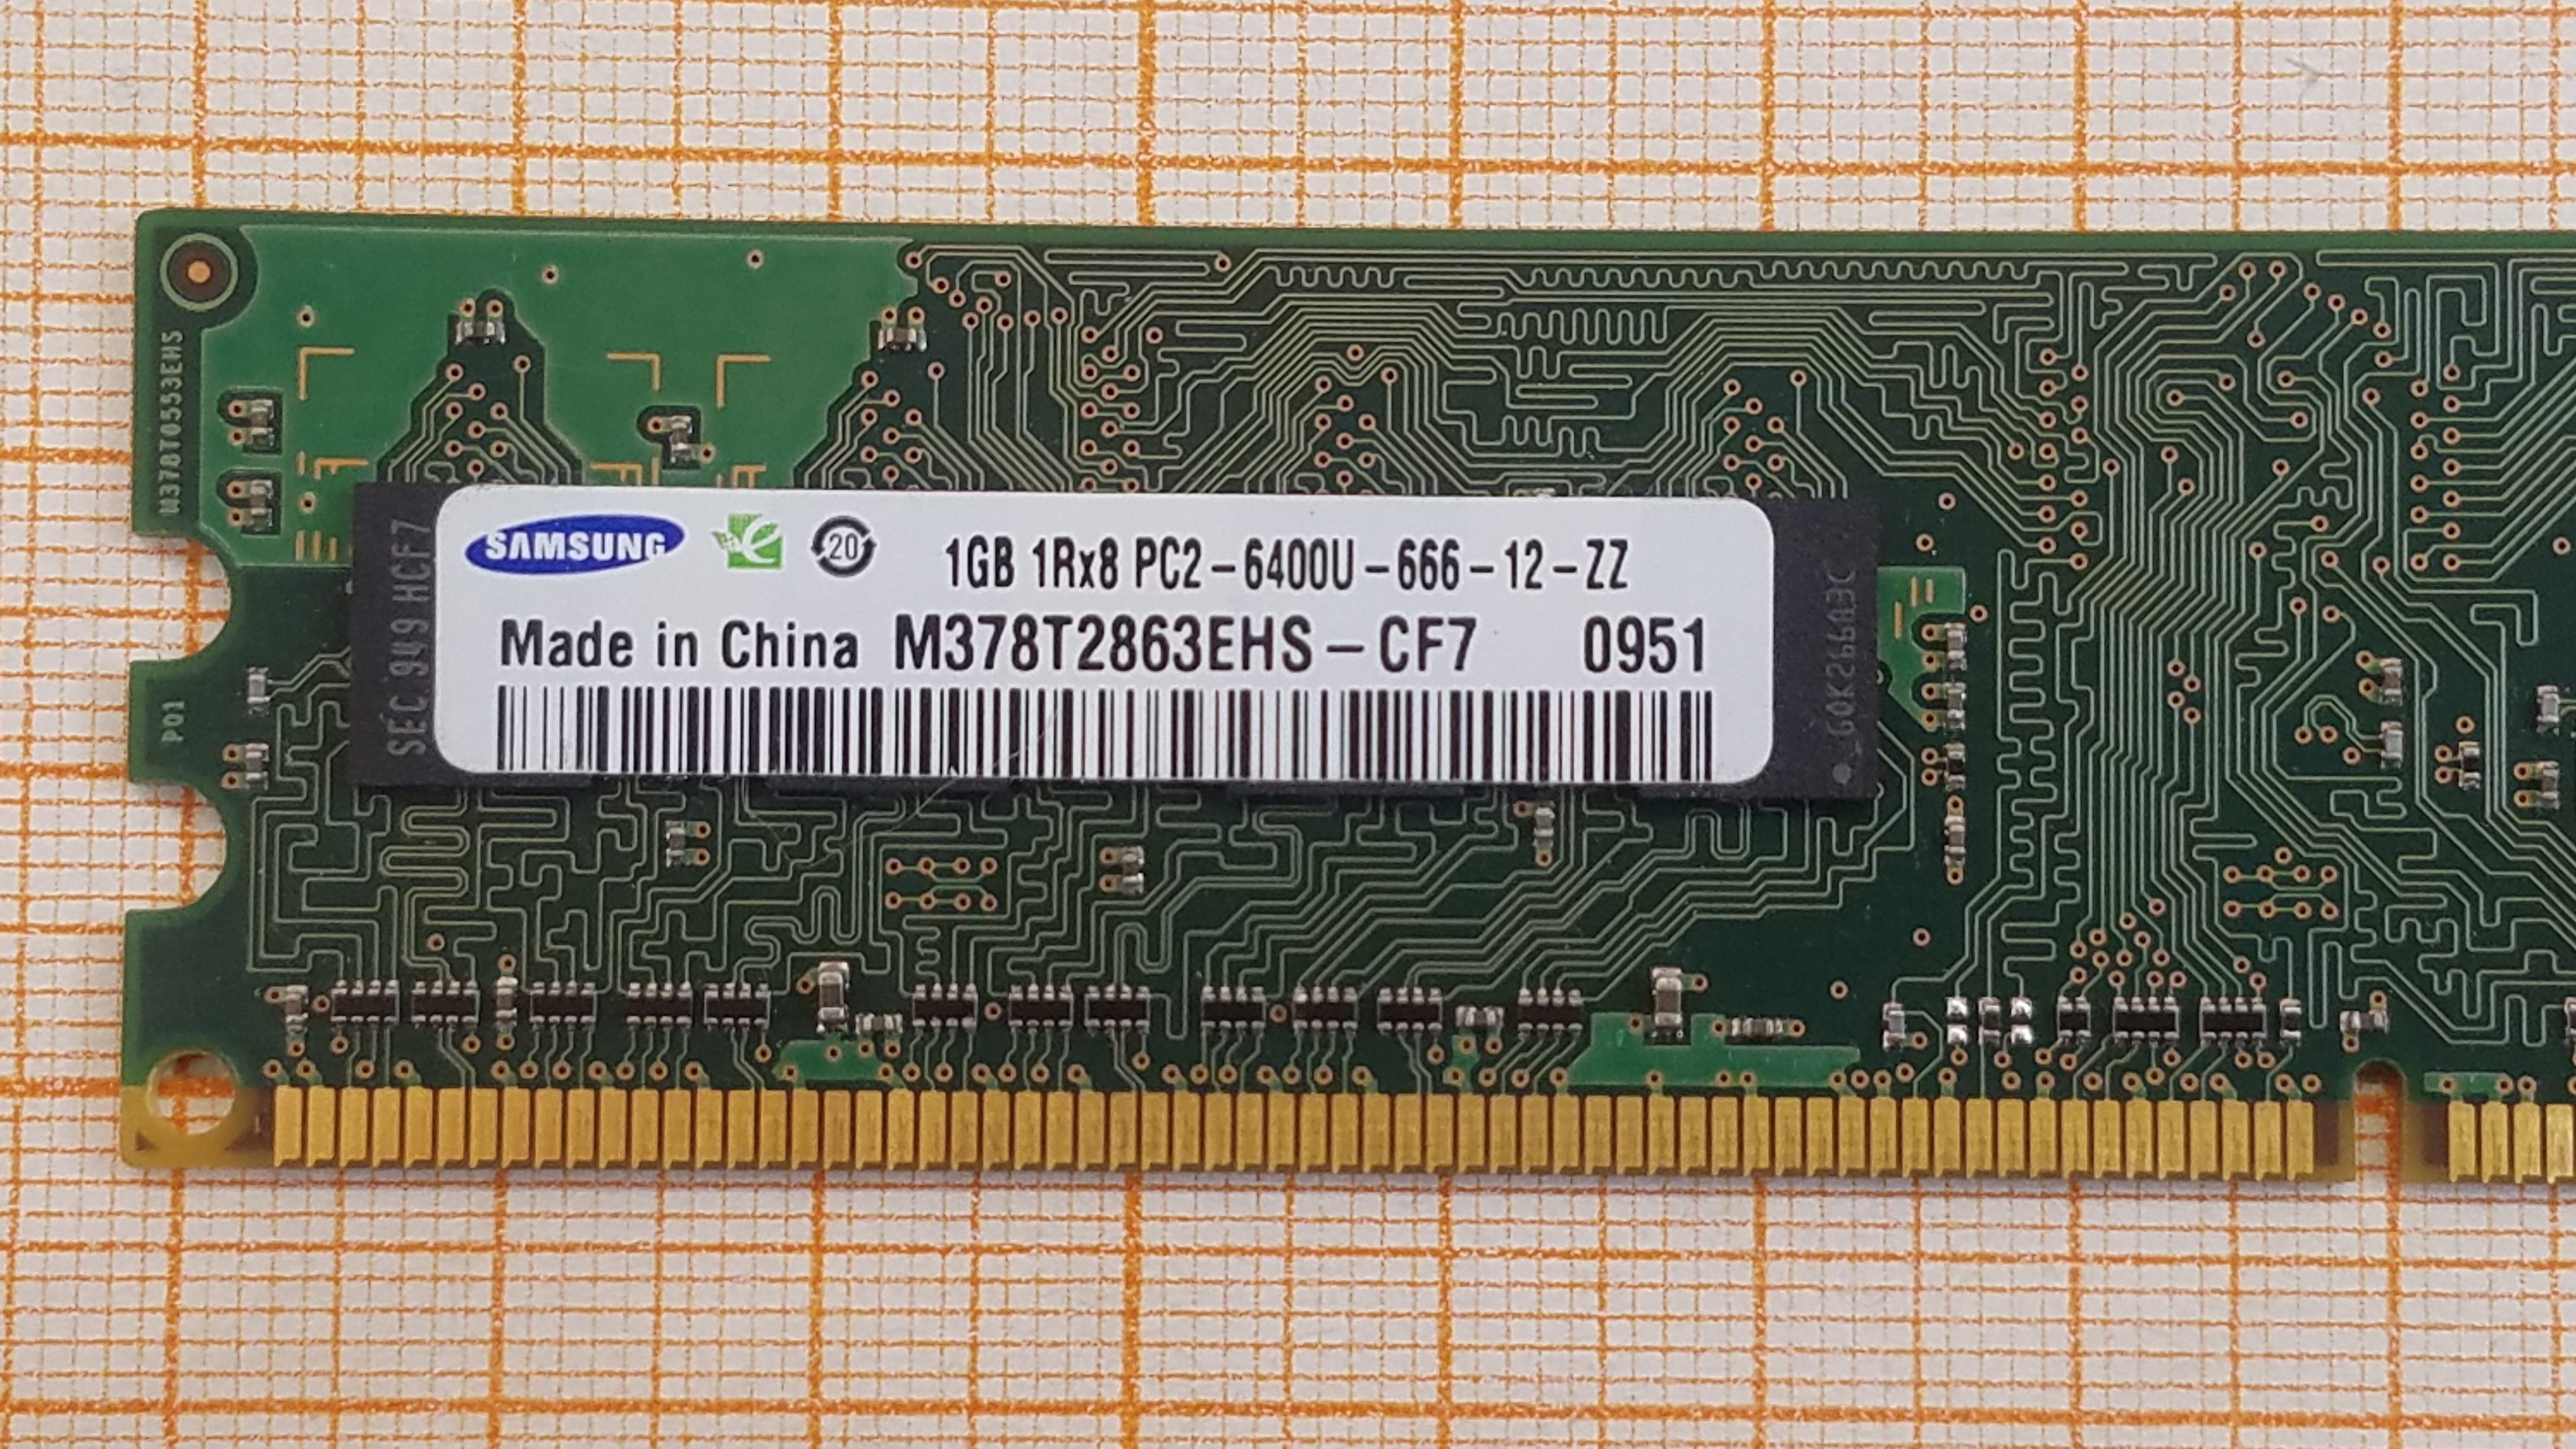 M378T0553EHS
SAMSUNG
e
20
1GB 1Rx8 PC2-6400U-666-12-ZZ
Made in China M378T2863EHS-CF7 0951
SEC 949 HCF7
P01